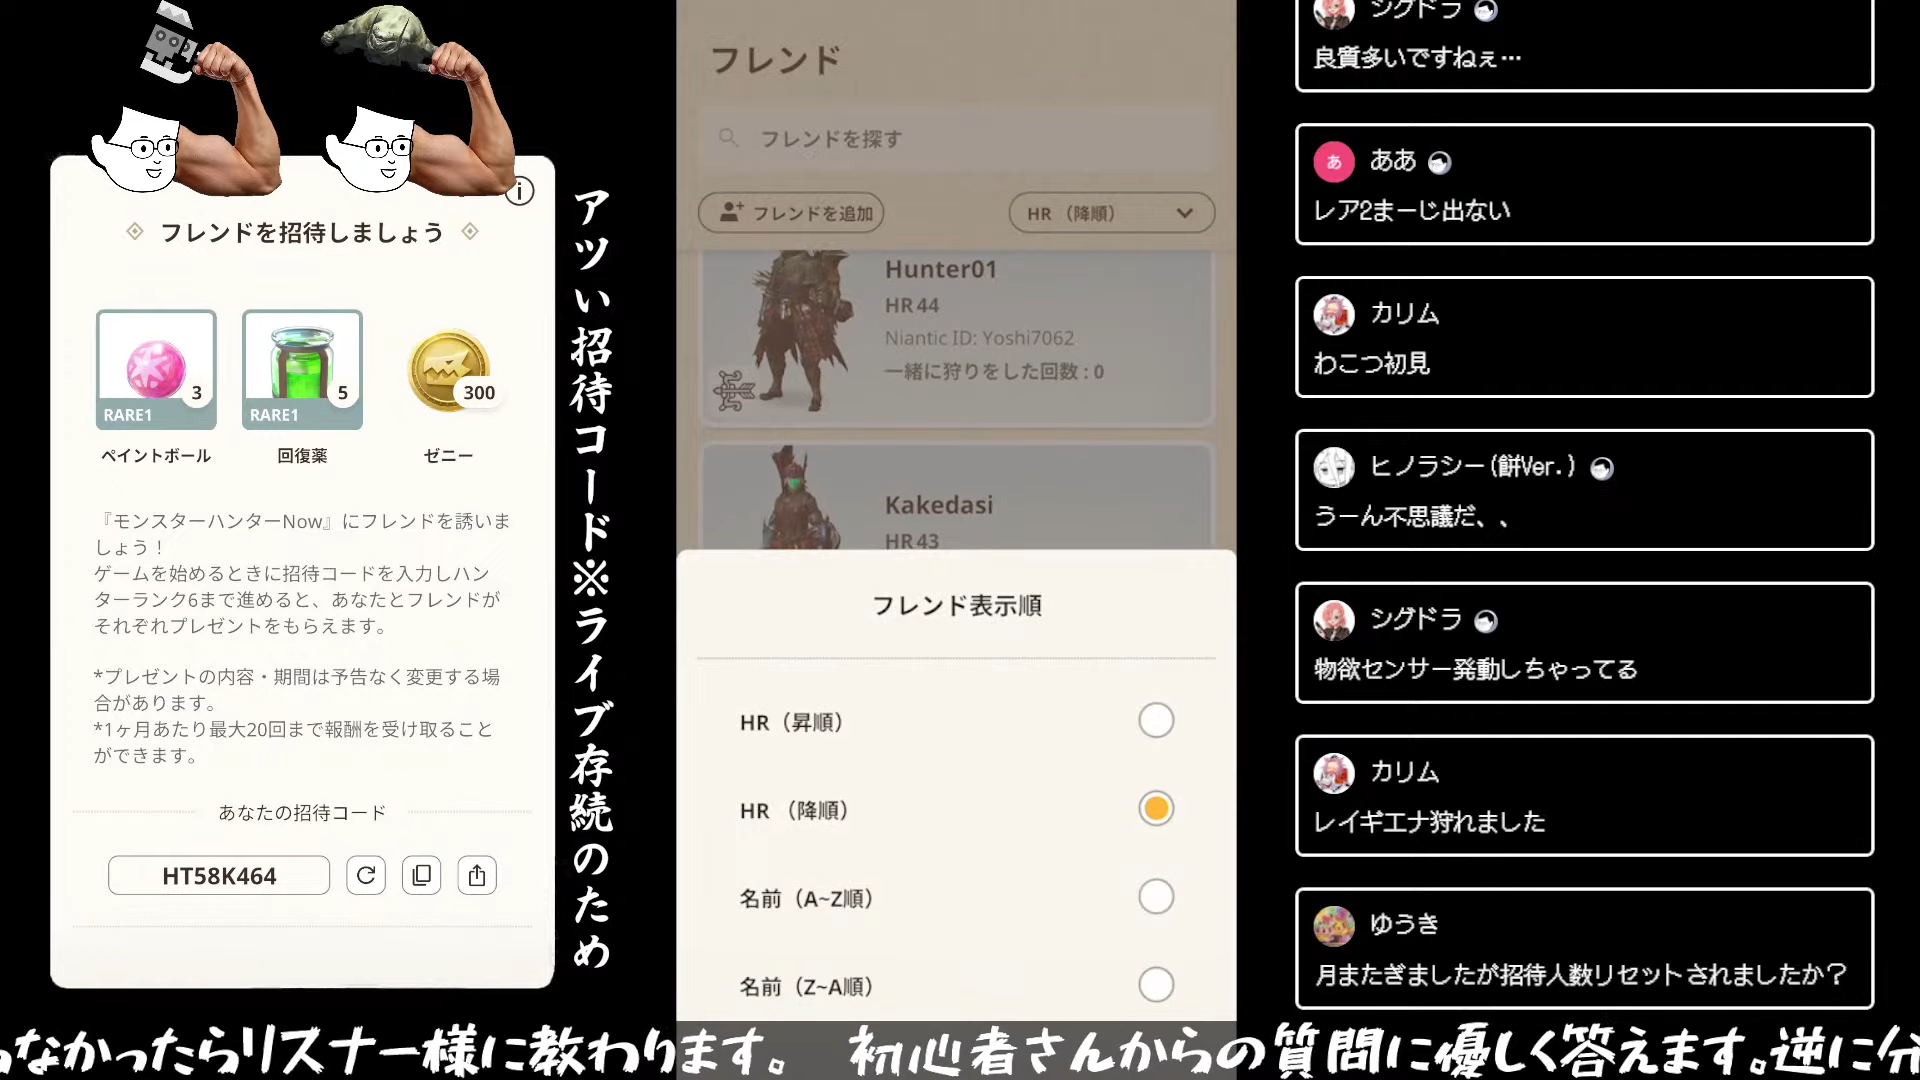 フレンドを招待しましょう
3
RARE1
ペイントボール
5
RARE1
回復薬
300
ゼニー
『モンスターハンターNow』にフレンドを誘いま
しょう！
ゲームを始めるときに招待コードを入力しハン
ターランク6まで進めると、あなたとフレンドが
それぞれプレゼントをもらえます。
*プレゼントの内容・期間は予告なく変更する場
合があります。
*1ヶ月あたり最大20回まで報酬を受け取ること
ができます。
あなたの招待コード
HT58K464
アツい招待コード※ライブ存続のため
フレンド
フレンドを探す
フレンドを追加
HR （降順）
Hunter01
HR 44
Niantic ID: Yoshi7062
一緒に狩りをした回数 : 0
Kakedasi
HR 43
フレンド表示順
HR（昇順）
HR （降順）
名前（A~Z順）
名前（Z~A順）
シグドラ
良質多いですねぇ…
あ
ああ
レア2まーじ出ない
カリム
わこつ初見
ヒノラシー(餅Ver.)
うーん不思議だ、、
シグドラ
物欲センサー発動しちゃってる
カリム
レイギエナ狩れました
ゆうき
月またぎましたが招待人数リセットされましたか？
なかったらリスナー様に教わります。 初心者さんからの質問に優しく答えます。逆に分